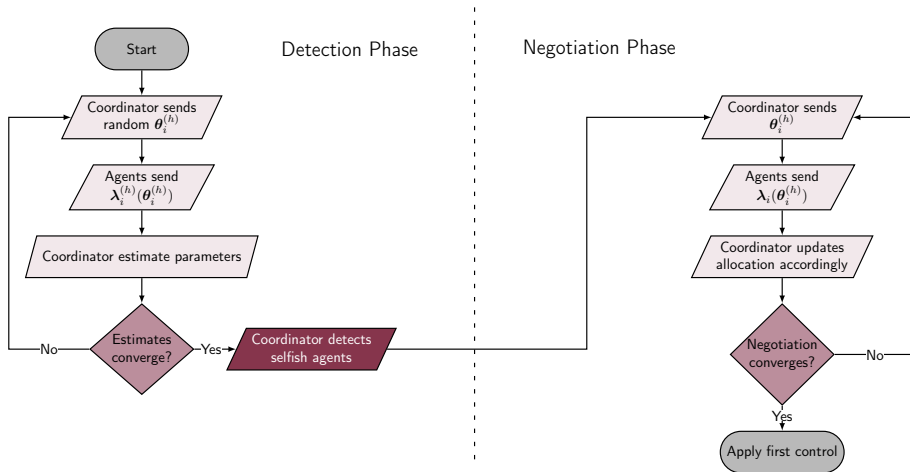 Start
Detection Phase
Negotiation Phase
Coordinator sends
random θ_i^(h)
Agents send
λ_i^(h)(θ_i^(h))
Coordinator estimate parameters
Estimates
converge?
No
Yes
Coordinator detects
selfish agents
Coordinator sends
θ_i^(h)
Agents send
λ_i(θ_i^(h))
Coordinator updates
allocation accordingly
Negotiation
converges?
No
Yes
Apply first control